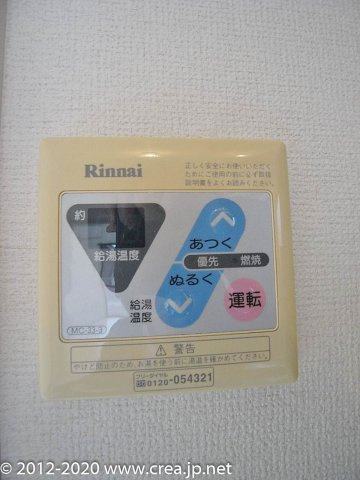 Rinnai
正しく安全にお使いいただく
ためにご使用の前に必ず取扱
説明書をよくお読みください。
約
給湯温度
あつく
優先 燃焼
ぬるく
給湯
温度
運転
MC-33-3
⚠警告
やけど防止のため、お湯を使う前に湯温を確かめてください。
フリーダイヤル
0120-054321
© 2012-2020 www.crea.jp.net